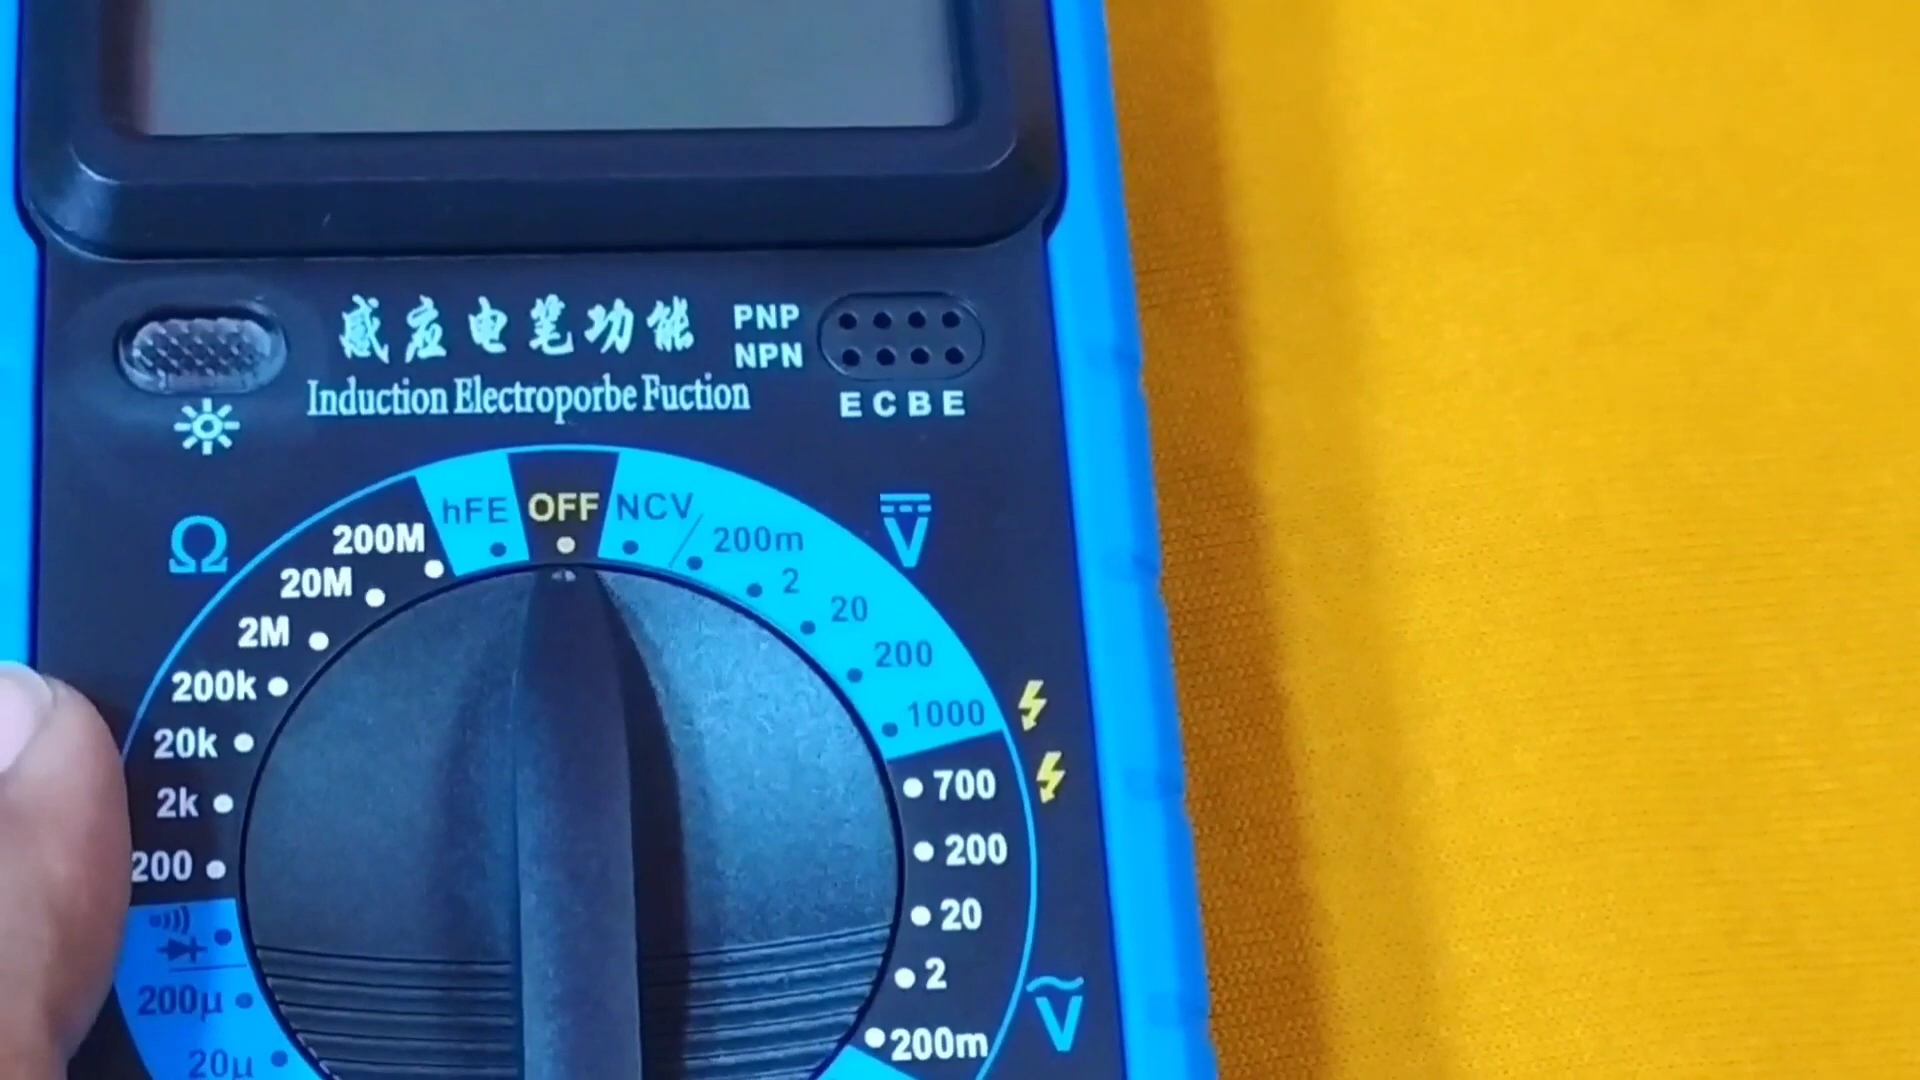 感应电笔功能
PNP
NPN
Induction Electroporbe Fuction
E C B E
Ω
hFE
OFF
NCV
200m
2
20
200
1000
V
200M
20M
2M
200k
20k
2k
200
700
200
20
2
200m
V
200μ
20μ